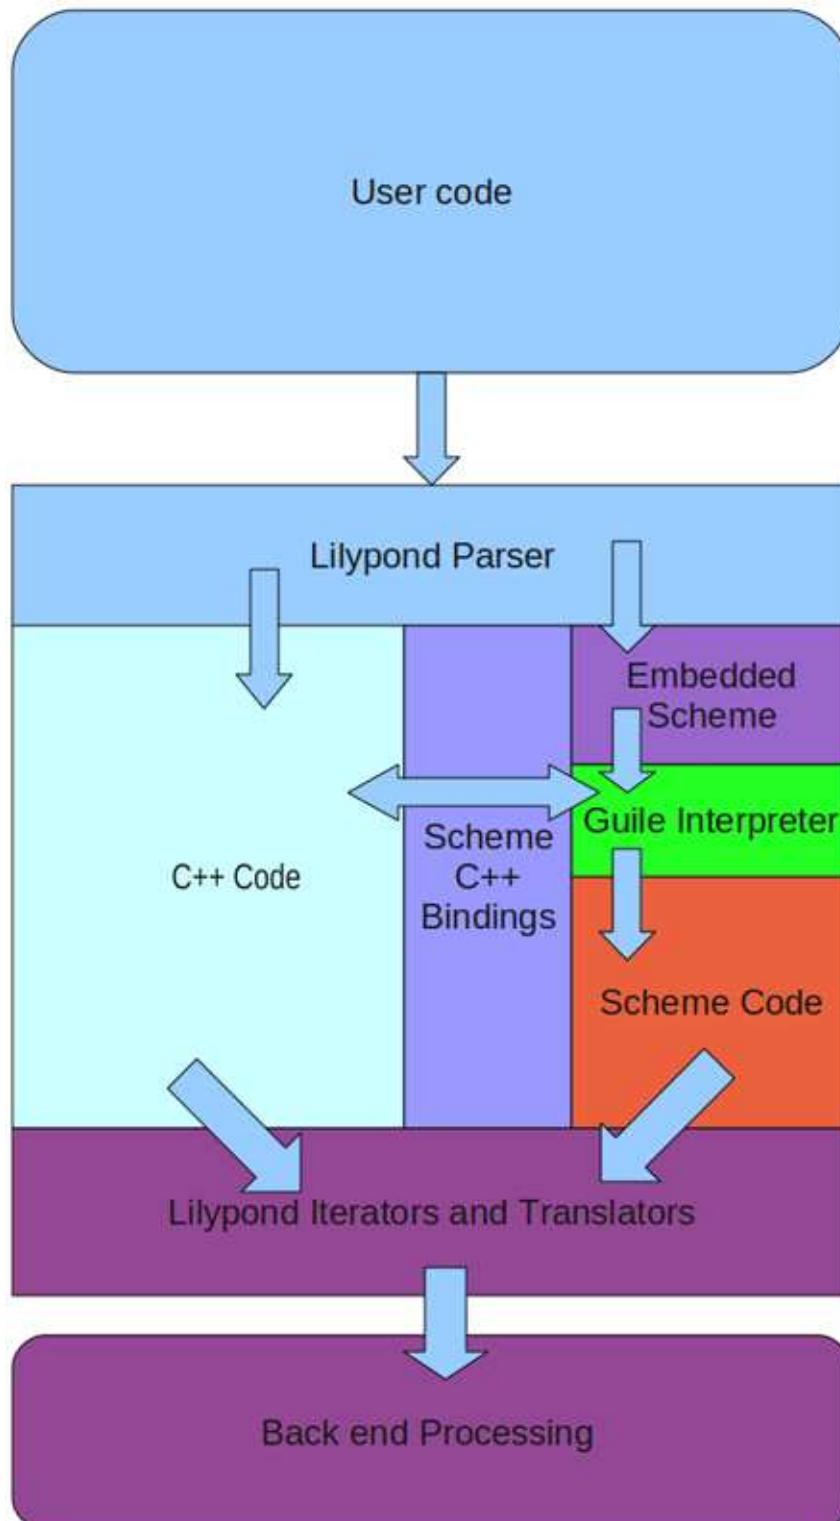 User code
Lilypond Parser
Embedded
Scheme
Guile Interpreter
Scheme
C++
Bindings
C++ Code
Scheme Code
Lilypond Iterators and Translators
Back end Processing